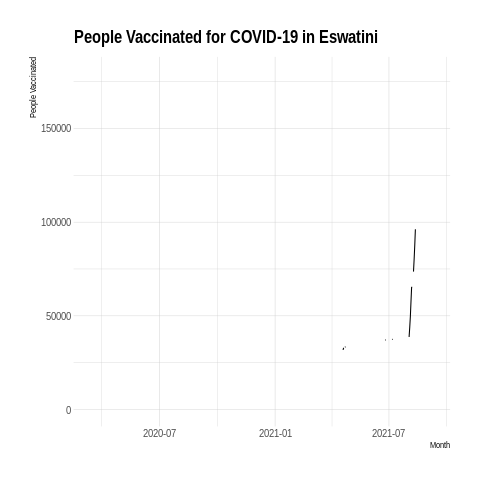 People Vaccinated for COVID-19 in Eswatini
People Vaccinated
150000
100000
50000
0
2020-07
2021-01
2021-07
Month